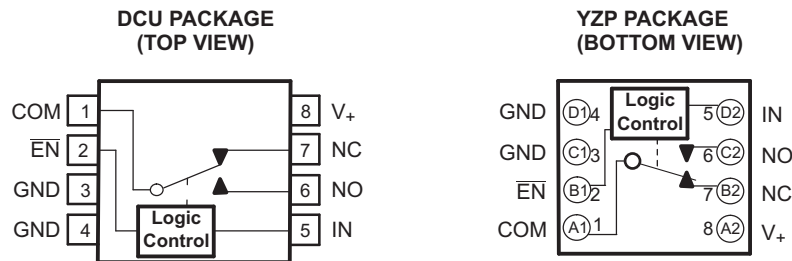 DCU PACKAGE
(TOP VIEW)
COM 1
8 V+
EN 2
7 NC
GND 3
6 NO
GND 4
5 IN
Logic
Control
YZP PACKAGE
(BOTTOM VIEW)
GND D1 4
5 D2 IN
Logic
Control
GND C1 3
6 C2 NO
EN B1 2
7 B2 NC
COM A1 1
8 A2 V+